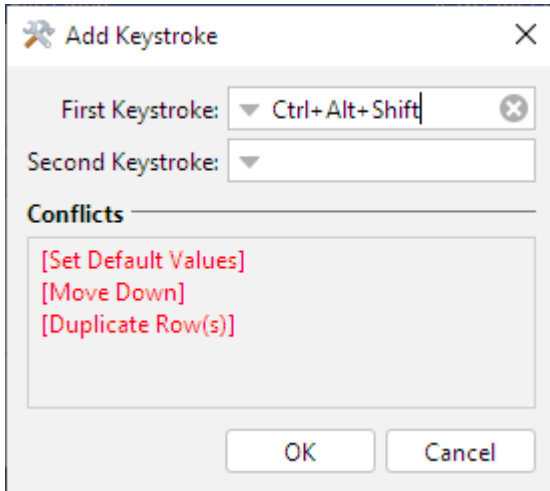 Add Keystroke
First Keystroke: Ctrl+Alt+Shift
Second Keystroke:
Conflicts
[Set Default Values]
[Move Down]
[Duplicate Row(s)]
OK Cancel